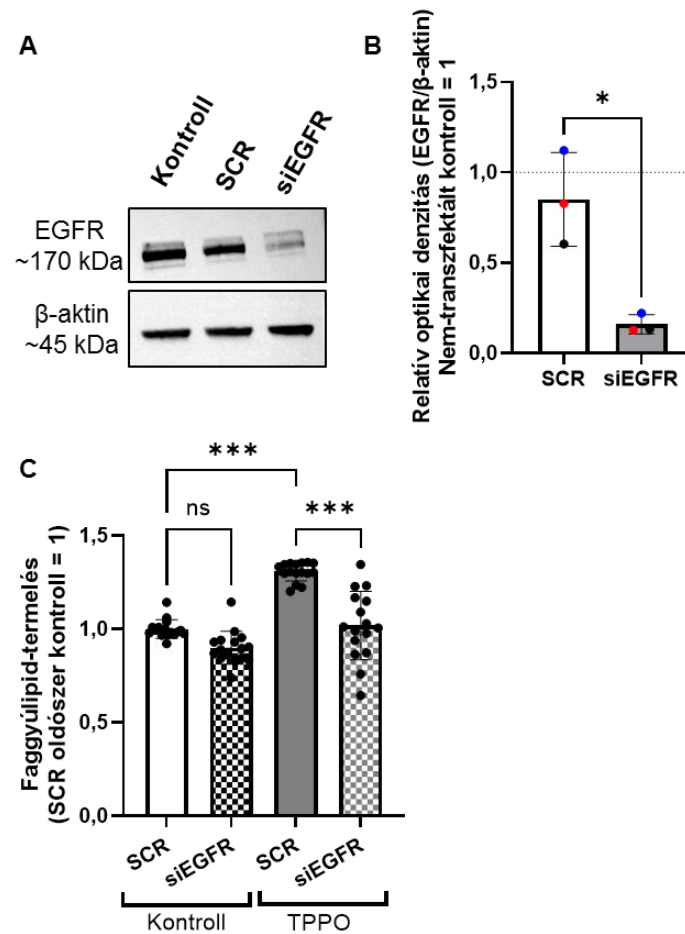 A
Kontroll
SCR
siEGFR
EGFR
~170 kDa
β-aktin
~45 kDa
B
Relatív optikai denzitás (EGFR/β-aktin)
Nem-transzfektált kontroll = 1
1,5
1,0
0,5
0,0
*
SCR
siEGFR
C
Faggyúlipid-termelés
(SCR oldószer kontroll = 1)
1,5
1,0
0,5
0,0
***
ns
***
SCR
siEGFR
SCR
siEGFR
Kontroll
TPPO